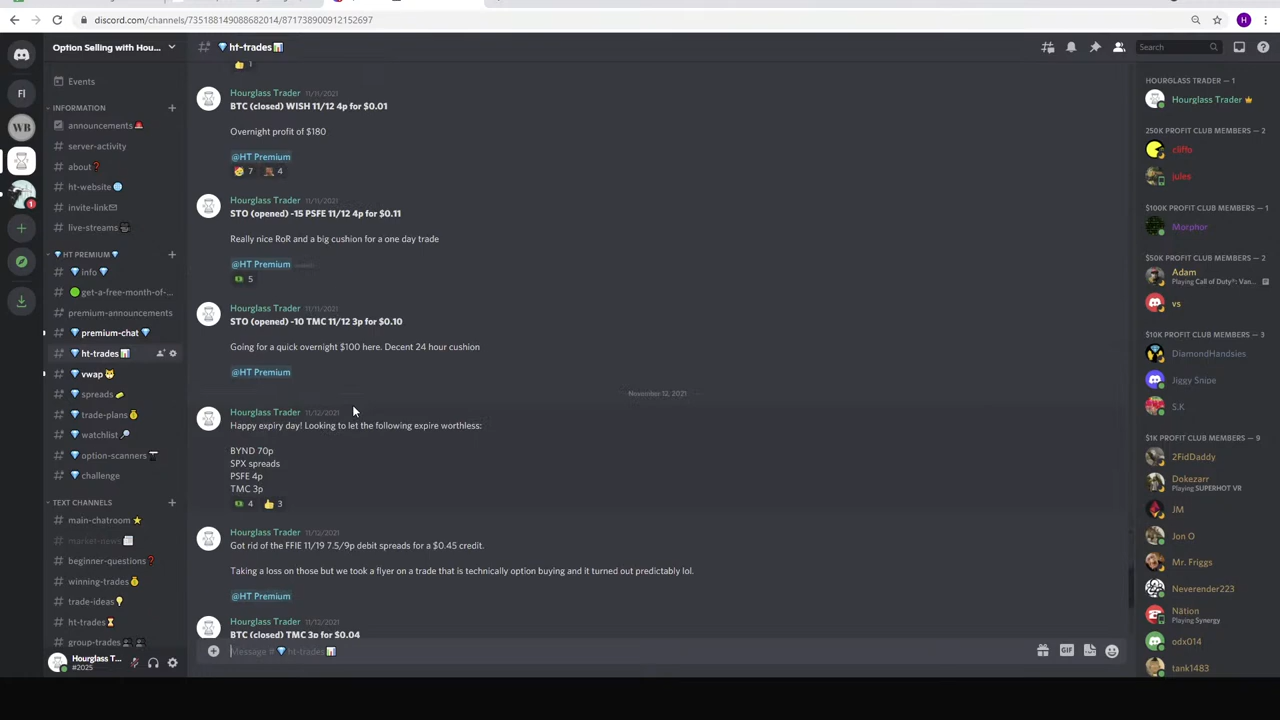 discord.com/channels/735188149088682014/871738900912152697
H
Option Selling with Hou...
ht-trades
Search
Events
INFORMATION
announcements
server-activity
about
ht-website
invite-link
live-streams
HT PREMIUM
info
get-a-free-month-of-...
premium-announcements
premium-chat
ht-trades
vwap
spreads
trade-plans
watchlist
option-scanners
challenge
TEXT CHANNELS
main-chatroom
market-news
beginner-questions
winning-trades
trade-ideas
ht-trades
group-trades
Hourglass T...
#2025
FI
WB
1
1
Hourglass Trader 11/11/2021
BTC (closed) WISH 11/12 4p for $0.01
Overnight profit of $180
@HT Premium
7 4
Hourglass Trader 11/11/2021
STO (opened) -15 PSFE 11/12 4p for $0.11
Really nice RoR and a big cushion for a one day trade
@HT Premium
5
Hourglass Trader 11/11/2021
STO (opened) -10 TMC 11/12 3p for $0.10
Going for a quick overnight $100 here. Decent 24 hour cushion
@HT Premium
November 12, 2021
Hourglass Trader 11/12/2021
Happy expiry day! Looking to let the following expire worthless:
BYND 70p
SPX spreads
PSFE 4p
TMC 3p
4 3
Hourglass Trader 11/12/2021
Got rid of the FFIE 11/19 7.5/9p debit spreads for a $0.45 credit.
Taking a loss on those but we took a flyer on a trade that is technically option buying and it turned out predictably lol.
@HT Premium
Hourglass Trader 11/12/2021
BTC (closed) TMC 3p for $0.04
Message # ht-trades
GIF
HOURGLASS TRADER — 1
Hourglass Trader
250K PROFIT CLUB MEMBERS — 2
cliffo
jules
$100K PROFIT CLUB MEMBERS — 1
Morphor
$50K PROFIT CLUB MEMBERS — 2
Adam
Playing Call of Duty®: Van...
vs
$10K PROFIT CLUB MEMBERS — 3
DiamondHandsies
Jiggy Snipe
S.K
$1K PROFIT CLUB MEMBERS — 9
2FidDaddy
Dokezarr
Playing SUPERHOT VR
JM
Jon O
Mr. Friggs
Neverender223
Nätion
Playing Synergy
odx014
tank1483